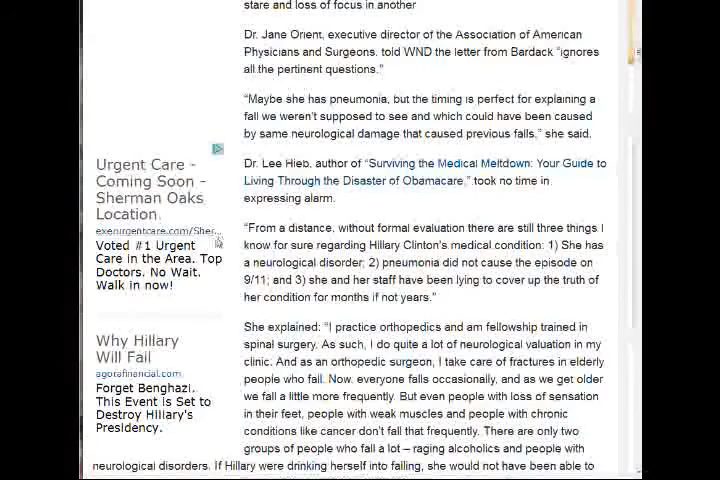 stare and loss of focus in another
Dr. Jane Orient, executive director of the Association of American
Physicians and Surgeons, told WND the letter from Bardack “ignores
all the pertinent questions.”
“Maybe she has pneumonia, but the timing is perfect for explaining a
fall we weren’t supposed to see and which could have been caused
by same neurological damage that caused previous falls,” she said.
Dr. Lee Hieb, author of “Surviving the Medical Meltdown: Your Guide to
Living Through the Disaster of Obamacare,” took no time in
expressing alarm.
“From a distance, without formal evaluation there are still three things I
know for sure regarding Hillary Clinton’s medical condition: 1) She has
a neurological disorder; 2) pneumonia did not cause the episode on
9/11; and 3) she and her staff have been lying to cover up the truth of
her condition for months if not years.”
She explained: “I practice orthopedics and am fellowship trained in
spinal surgery. As such, I do quite a lot of neurological valuation in my
clinic. And as an orthopedic surgeon, I take care of fractures in elderly
people who fall. Now, everyone falls occasionally, and as we get older
we fall a little more frequently. But even people with loss of sensation
in their feet, people with weak muscles and people with chronic
conditions like cancer don’t fall that frequently. There are only two
groups of people who fall a lot – raging alcoholics and people with
neurological disorders. If Hillary were drinking herself into falling, she would not have been able to
Urgent Care -
Coming Soon -
Sherman Oaks
Location.
exerurgentcare.com/Sher...
Voted #1 Urgent
Care in the Area. Top
Doctors. No Wait.
Walk in now!
Why Hillary
Will Fail
agorafinancial.com
Forget Benghazi.
This Event is Set to
Destroy Hillary's
Presidency.